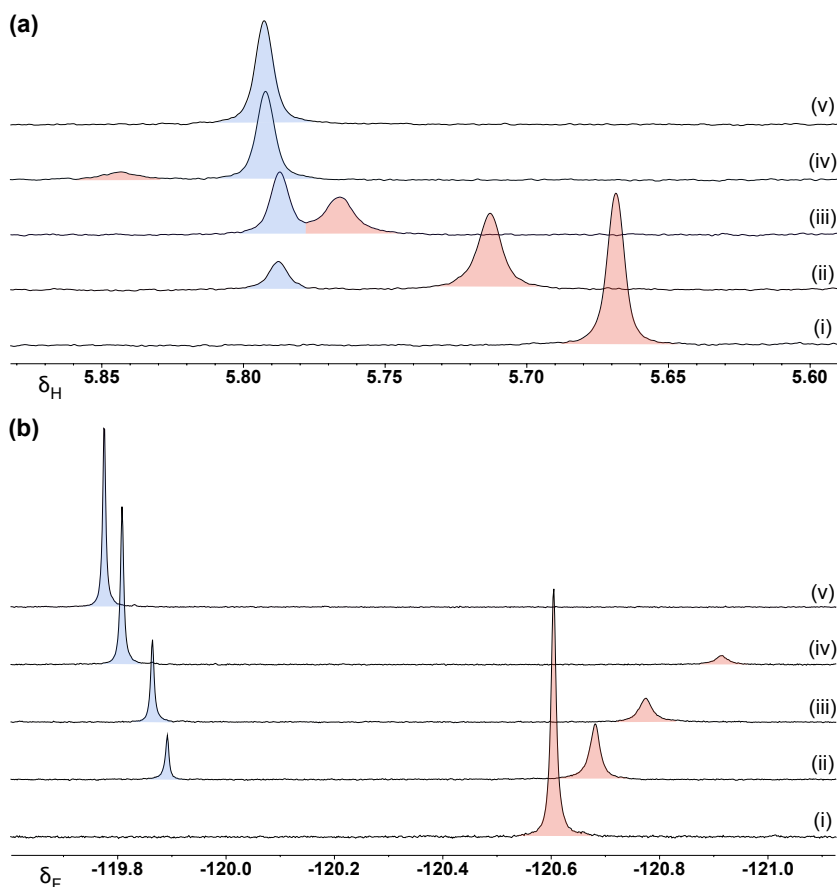 (a)
(v)
(iv)
(iii)
(ii)
(i)
5.85 5.80 5.75 5.70 5.65 5.60
δH
(b)
(v)
(iv)
(iii)
(ii)
(i)
-119.8 -120.0 -120.2 -120.4 -120.6 -120.8 -121.0
δF